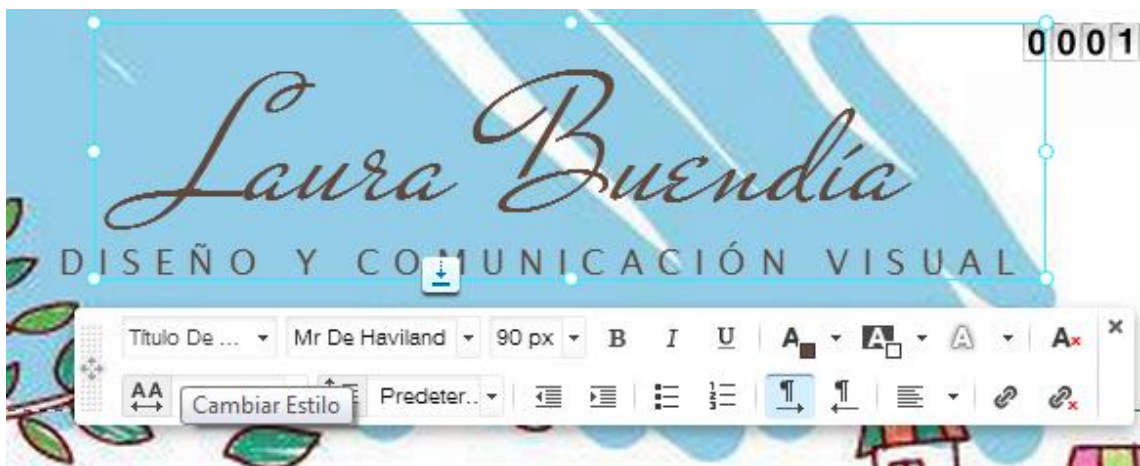 0001
Laura Buendía
DISEÑO Y COMUNICACIÓN VISUAL
Título De ... Mr De Haviland 90 px B I U A A A A
AA Cambiar Estilo Predeter..